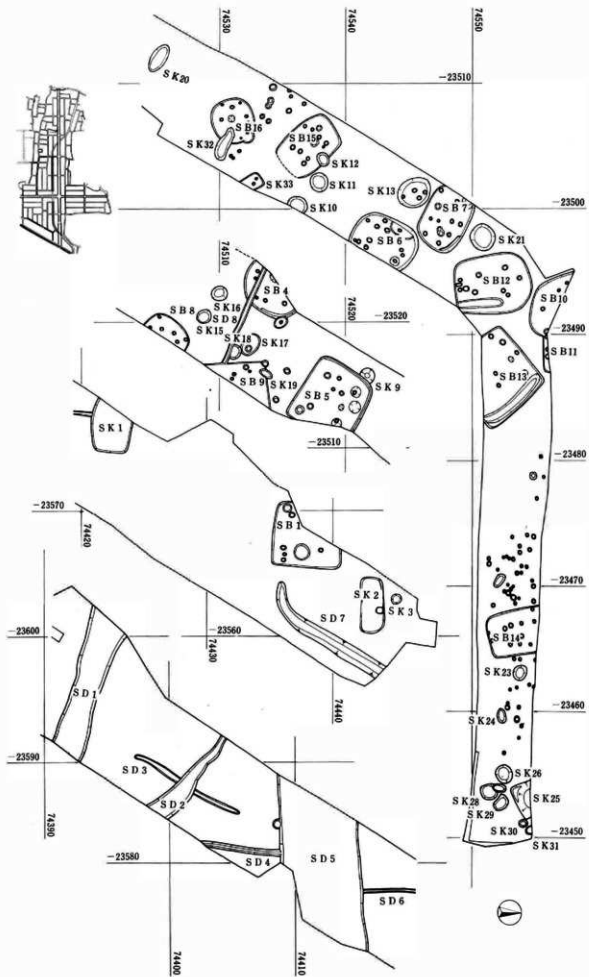 74530
74540
74550
-23510
SK20
SB16
SB15
SK32
SK12
SK33
SK11
SK13
SB7
-23500
SK10
SB6
SK21
74510
SB12
SB4
SK16
74520
SB8
SD8
-23520
SB10
SK15
SK18
SK17
-23490
SB11
SB9
SK19
SB5
SK9
SB13
SK1
-23510
-23480
-23570
74420
SB1
-23470
SK2
SK3
SD7
SB14
-23600
-23560
74430
SK23
SD1
74440
SK24
-23460
-23590
SD3
SK26
SD2
SK28
SK25
74390
SK29
SK30
-23450
-23580
SD4
SD5
SK31
SD6
74400
74410